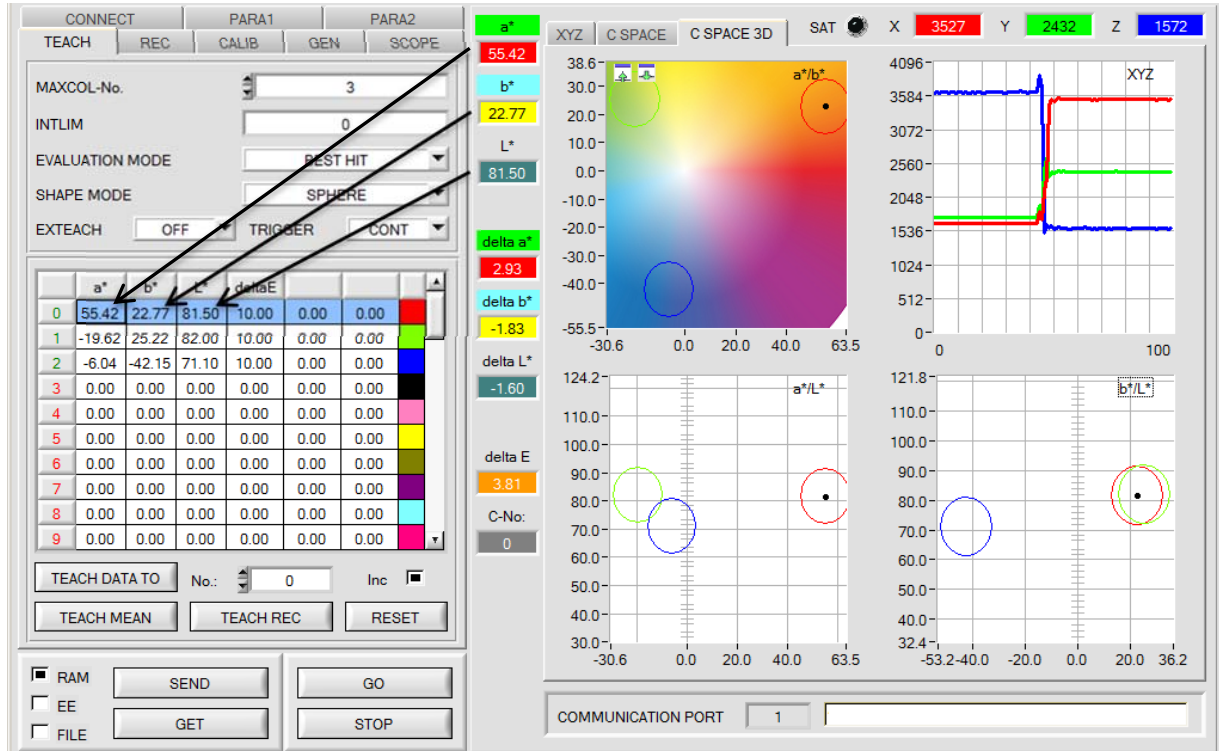 CONNECT PARA1 PARA2
TEACH REC CALIB GEN SCOPE
MAXCOL-No. 3
INTLIM 0
EVALUATION MODE BEST HIT
SHAPE MODE SPHERE
EXTEACH OFF TRIGGER CONT
a* b* L* deltaE
0 55.42 22.77 81.50 10.00 0.00 0.00
1 -19.62 25.22 82.00 10.00 0.00 0.00
2 -6.04 -42.15 71.10 10.00 0.00 0.00
3 0.00 0.00 0.00 0.00 0.00 0.00
4 0.00 0.00 0.00 0.00 0.00 0.00
5 0.00 0.00 0.00 0.00 0.00 0.00
6 0.00 0.00 0.00 0.00 0.00 0.00
7 0.00 0.00 0.00 0.00 0.00 0.00
8 0.00 0.00 0.00 0.00 0.00 0.00
9 0.00 0.00 0.00 0.00 0.00 0.00
TEACH DATA TO No.: 0 Inc
TEACH MEAN TEACH REC RESET
RAM
EE
FILE
SEND GO
GET STOP
a*
55.42
b*
22.77
L*
81.50
delta a*
2.93
delta b*
-1.83
delta L*
-1.60
delta E
3.81
C-No:
0
XYZ C SPACE C SPACE 3D SAT X 3527 Y 2432 Z 1572
a*/b*
38.6
30.0
20.0
10.0
0.0
-10.0
-20.0
-30.0
-40.0
-55.5
-30.6 0.0 20.0 40.0 63.5
XYZ
4096
3584
3072
2560
2048
1536
1024
512
0
0 100
a*/L*
124.2
110.0
100.0
90.0
80.0
70.0
60.0
50.0
40.0
30.0
-30.6 0.0 20.0 40.0 63.5
b*/L*
121.8
110.0
100.0
90.0
80.0
70.0
60.0
50.0
40.0
32.4
-53.2 -40.0 -20.0 0.0 20.0 36.2
COMMUNICATION PORT 1